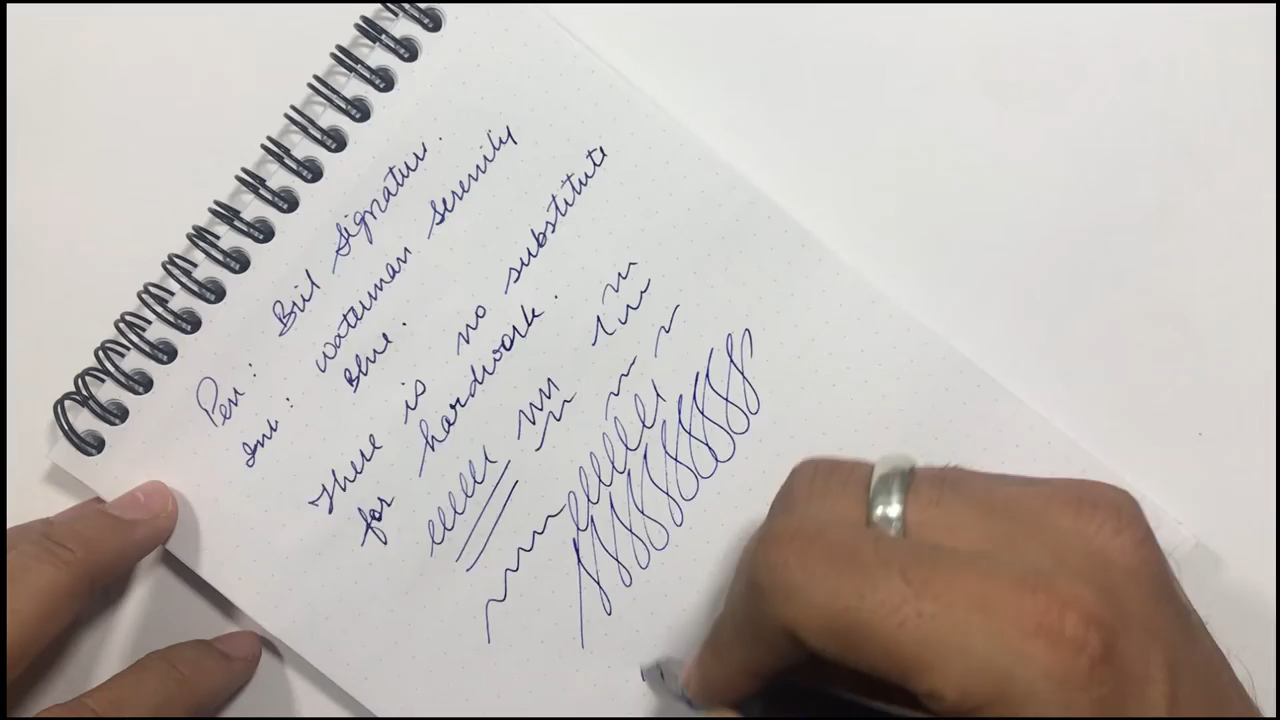 Pen: Bril Signature.
Ink: Waterman Serenity
Blue.
There is no substitute
for hardwork.